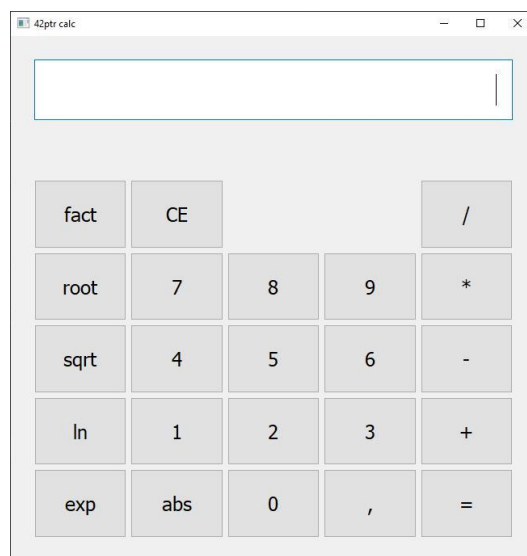 42ptr calc
fact CE /
root 7 8 9 *
sqrt 4 5 6 -
ln 1 2 3 +
exp abs 0 , =